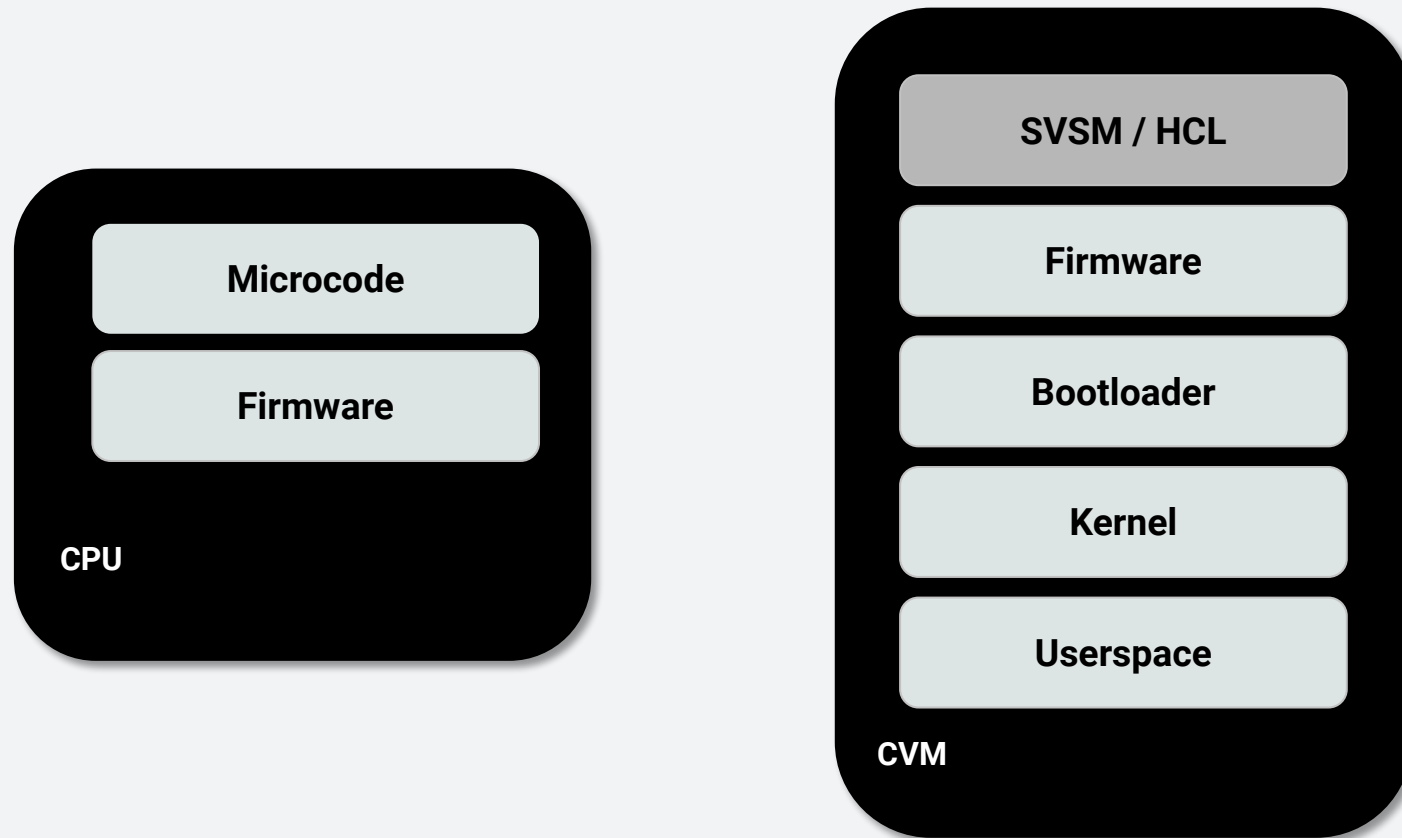 Microcode
Firmware
CPU
SVSM / HCL
Firmware
Bootloader
Kernel
Userspace
CVM